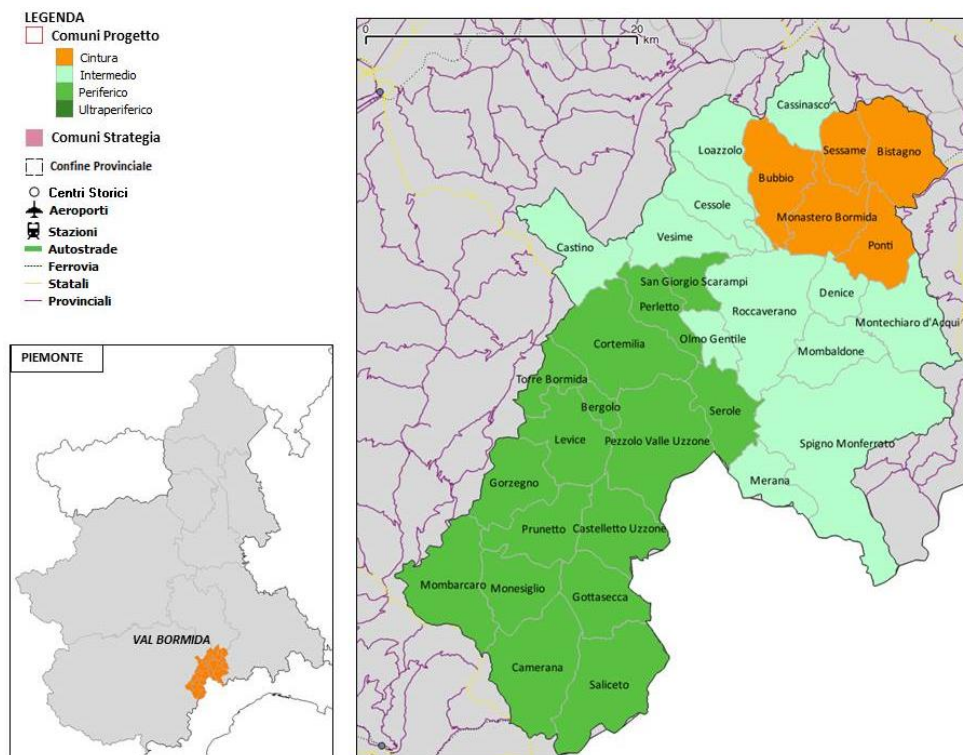 LEGENDA
Comuni Progetto
Cintura
Intermedio
Periferico
Ultraperiferico
Comuni Strategia
Confine Provinciale
Centri Storici
Aeroporti
Stazioni
Autostrade
Ferrovia
Statali
Provinciali
PIEMONTE
VAL BORMIDA
0 20
km
Cassinasco
Loazzolo
Sessame
Bistagno
Bubbio
Cessole
Monastero Bormida
Vesime
Castino
Ponti
San Giorgio Scarampi
Denice
Perletto
Roccaverano
Montechiaro d'Acqui
Olmo Gentile
Cortemilia
Mombaldone
Torre Bormida
Bergolo
Serole
Levice
Pezzolo Valle Uzzone
Spigno Monferrato
Gorzegno
Merana
Prunetto
Castelletto Uzzone
Mombarcaro
Monesiglio
Gottasecca
Camerana
Saliceto